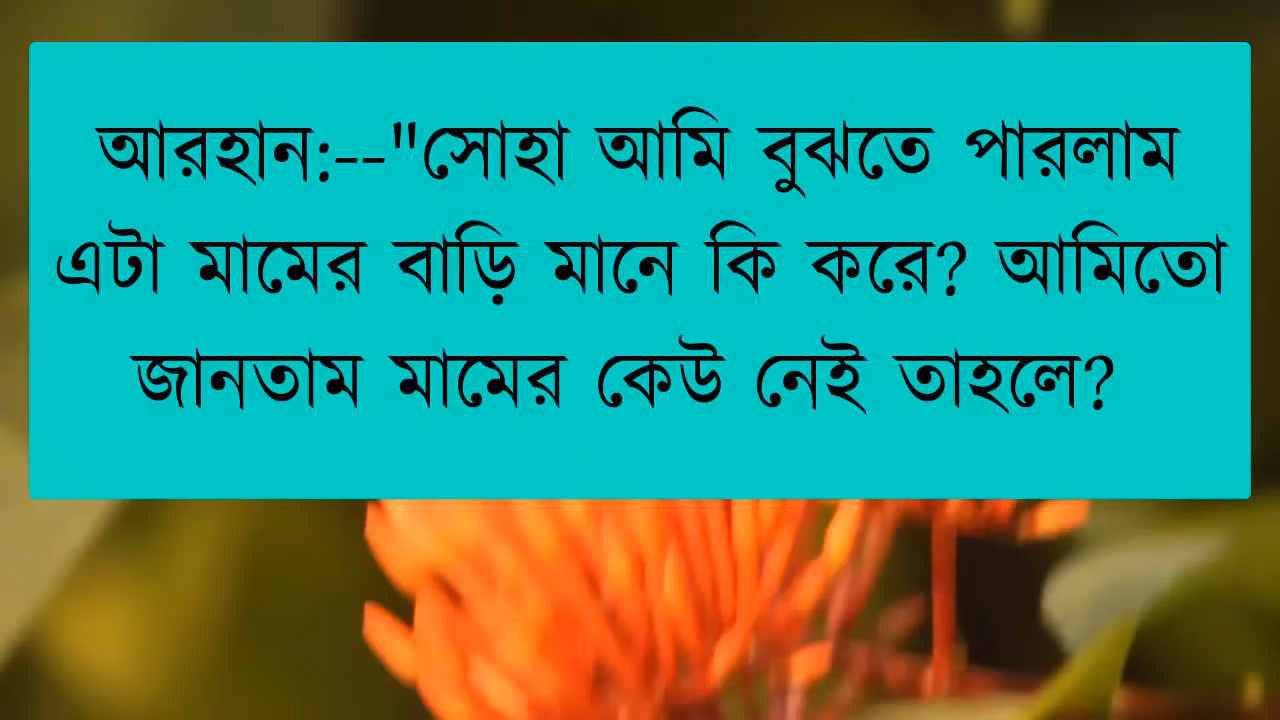 আরহান:--"সোহা আমি বুঝতে পারলাম
এটা মামের বাড়ি মানে কি করে? আমিতো
জানতাম মামের কেউ নেই তাহলে?